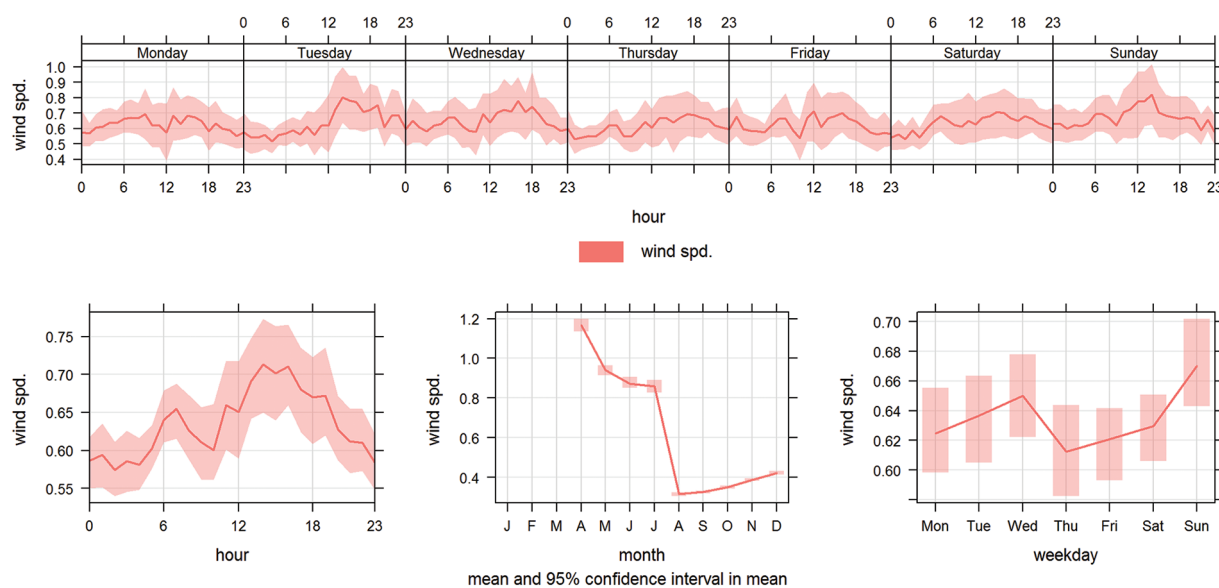 0 6 12 18 23 0 6 12 18 23 0 6 12 18 23
Monday Tuesday Wednesday Thursday Friday Saturday Sunday
wind spd.
1.0
0.9
0.8
0.7
0.6
0.5
0.4
0 6 12 18 23 0 6 12 18 23 0 6 12 18 23 0 6 12 18 23
hour
wind spd.
wind spd.
0.75
0.70
0.65
0.60
0.55
0 6 12 18 23
hour
wind spd.
1.2
1.0
0.8
0.6
0.4
J F M A M J J A S O N D
month
wind spd.
0.70
0.68
0.66
0.64
0.62
0.60
Mon Tue Wed Thu Fri Sat Sun
weekday
mean and 95% confidence interval in mean